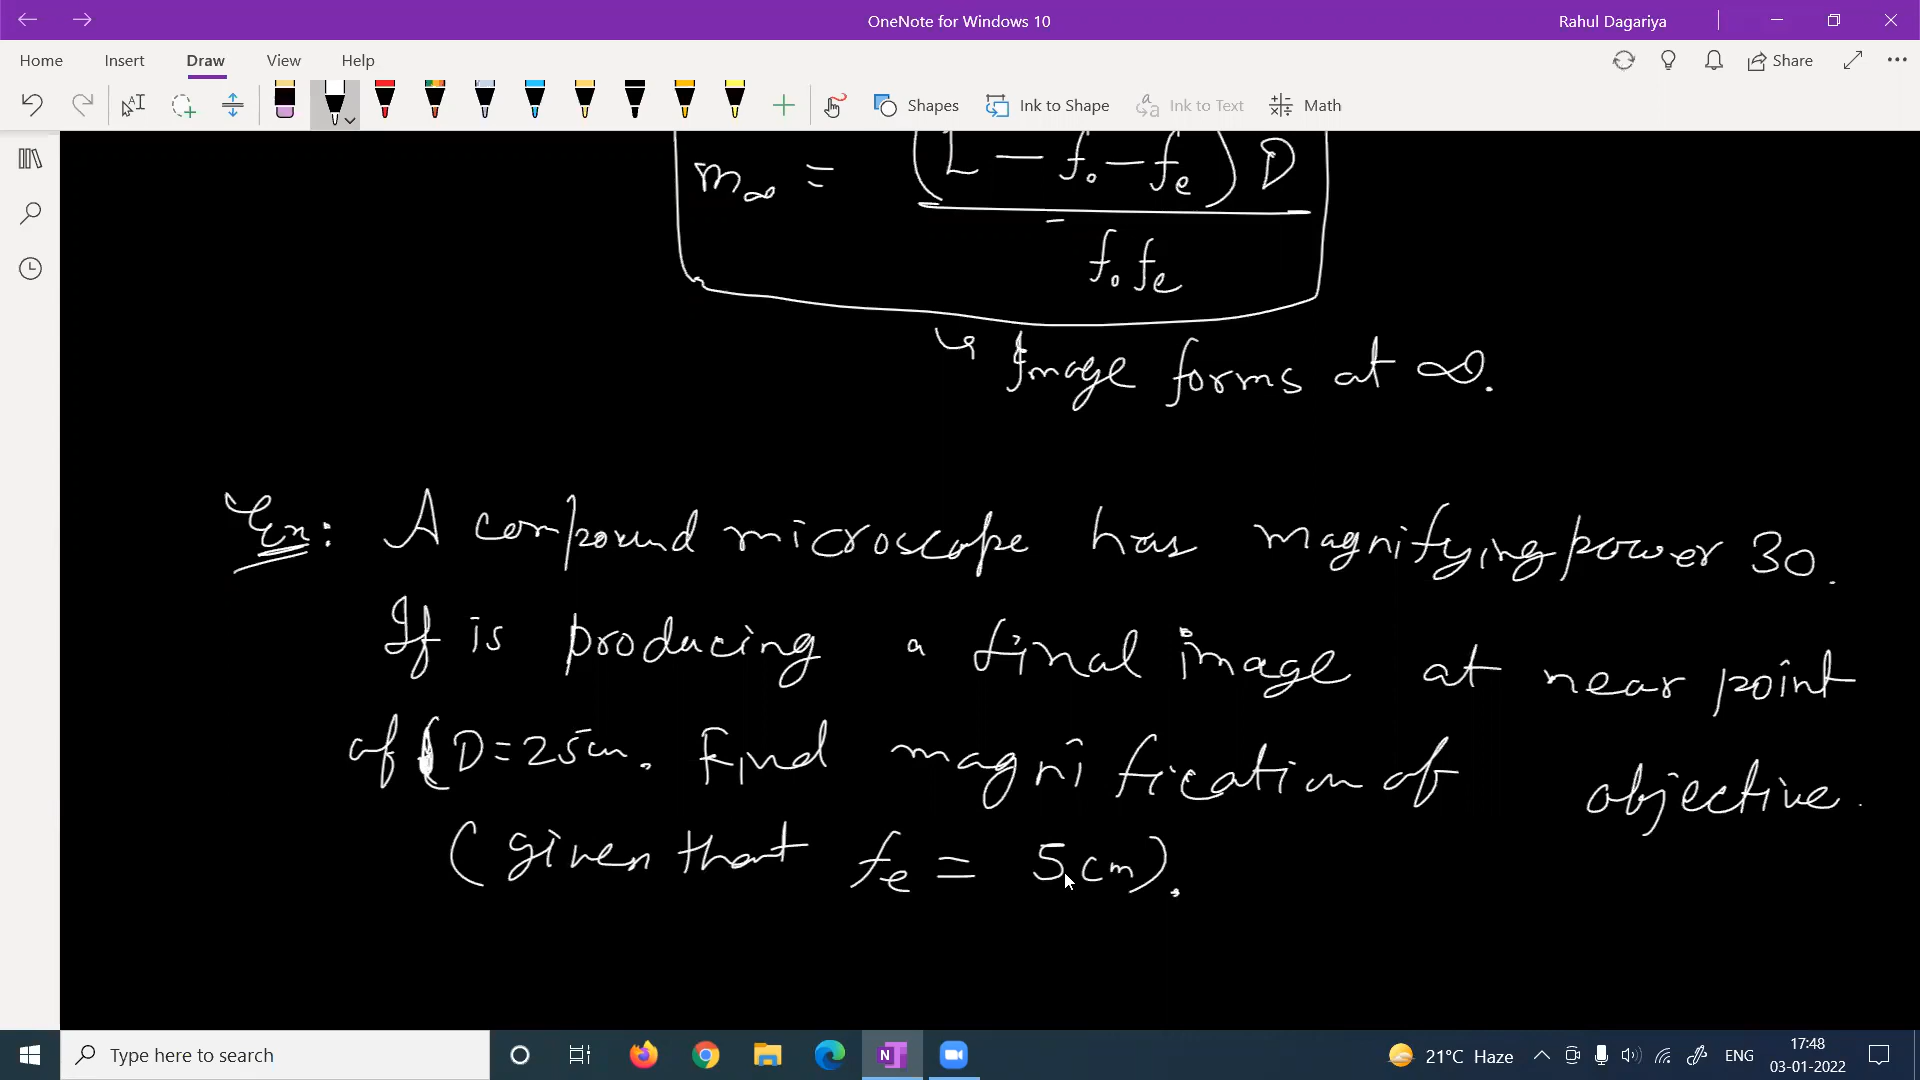 OneNote for Windows 10
Rahul Dagariya
Home Insert Draw View Help
Share
Shapes Ink to Shape Ink to Text Math
m∞ = (L - fo - fe) D
fo fe
↳ Image forms at ∞.
Ex: A compound microscope has magnifying power 30.
If is producing a final image at near point
of (D = 25cm. Find magnification of objective.
(given that fe = 5cm).
Type here to search
21°C Haze
ENG
17:48
03-01-2022